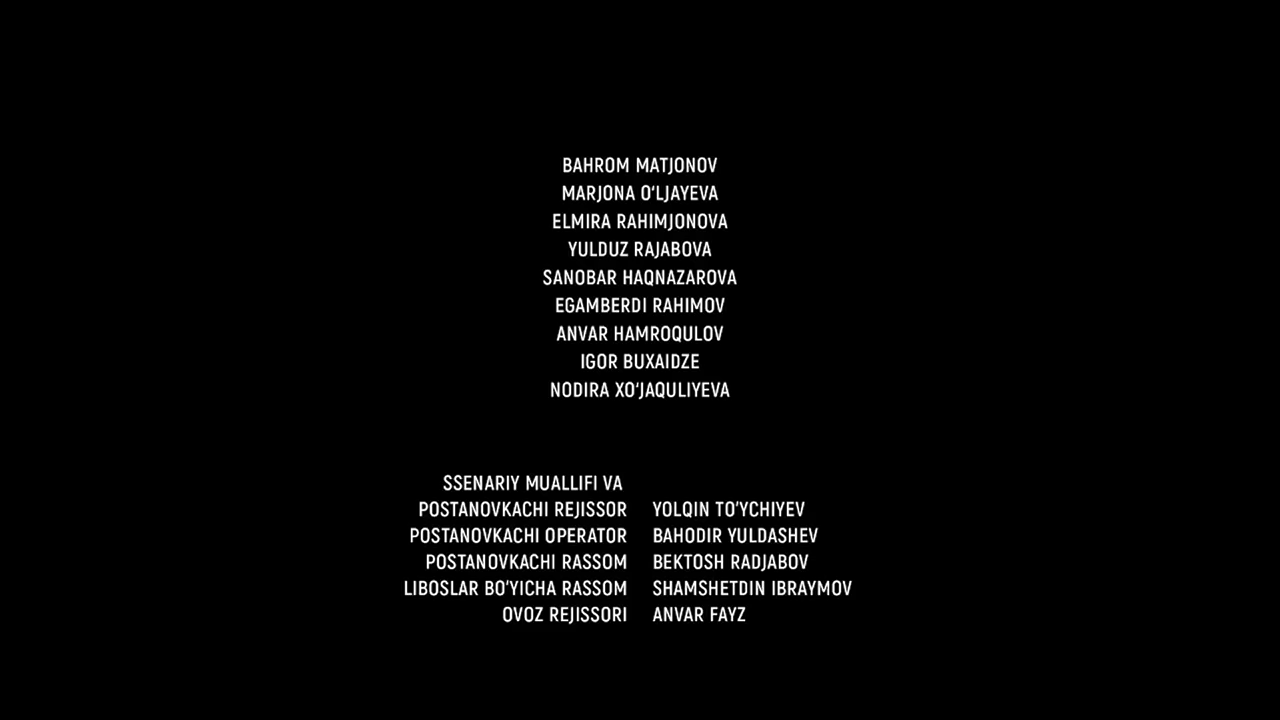 BAHROM MATJONOV
MARJONA O‘LJAYEVA
ELMIRA RAHIMJONOVA
YULDUZ RAJABOVA
SANOBAR HAQNAZAROVA
EGAMBERDI RAHIMOV
ANVAR HAMROQULOV
IGOR BUXAIDZE
NODIRA XO‘JAQULIYEVA
SSENARIY MUALLIFI VA
POSTANOVKACHI REJISSOR YOLQIN TO‘YCHIYEV
POSTANOVKACHI OPERATOR BAHODIR YULDASHEV
POSTANOVKACHI RASSOM BEKTOSH RADJABOV
LIBOSLAR BO‘YICHA RASSOM SHAMSHETDIN IBRAYMOV
OVOZ REJISSORI ANVAR FAYZ